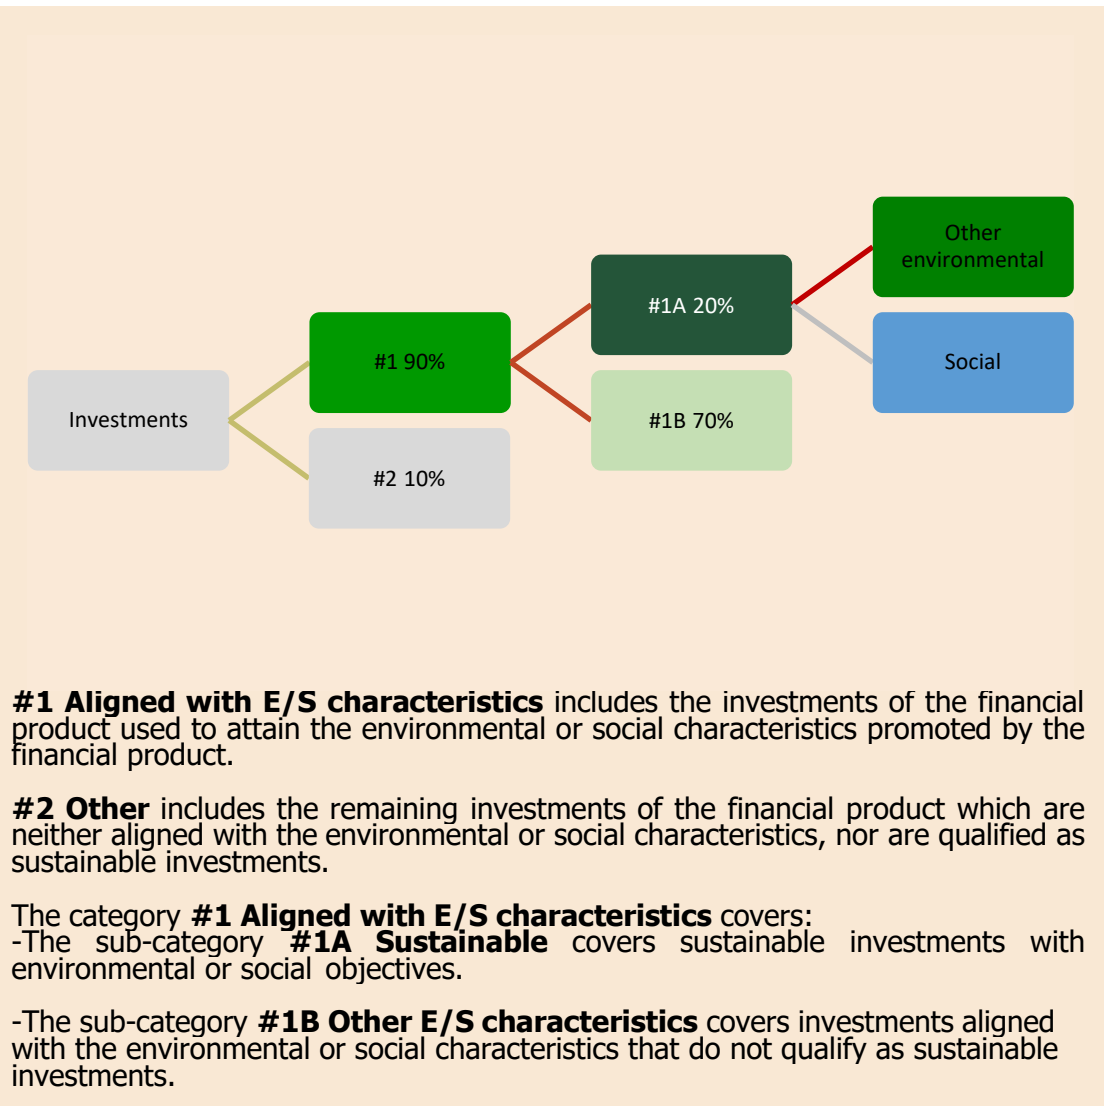 Other
environmental
#1A 20%
#1 90%
Social
Investments
#1B 70%
#2 10%
#1 Aligned with E/S characteristics includes the investments of the financial
product used to attain the environmental or social characteristics promoted by the
financial product.
#2 Other includes the remaining investments of the financial product which are
neither aligned with the environmental or social characteristics, nor are qualified as
sustainable investments.
The category #1 Aligned with E/S characteristics covers:
-The sub-category #1A Sustainable covers sustainable investments with
environmental or social objectives.
-The sub-category #1B Other E/S characteristics covers investments aligned
with the environmental or social characteristics that do not qualify as sustainable
investments.